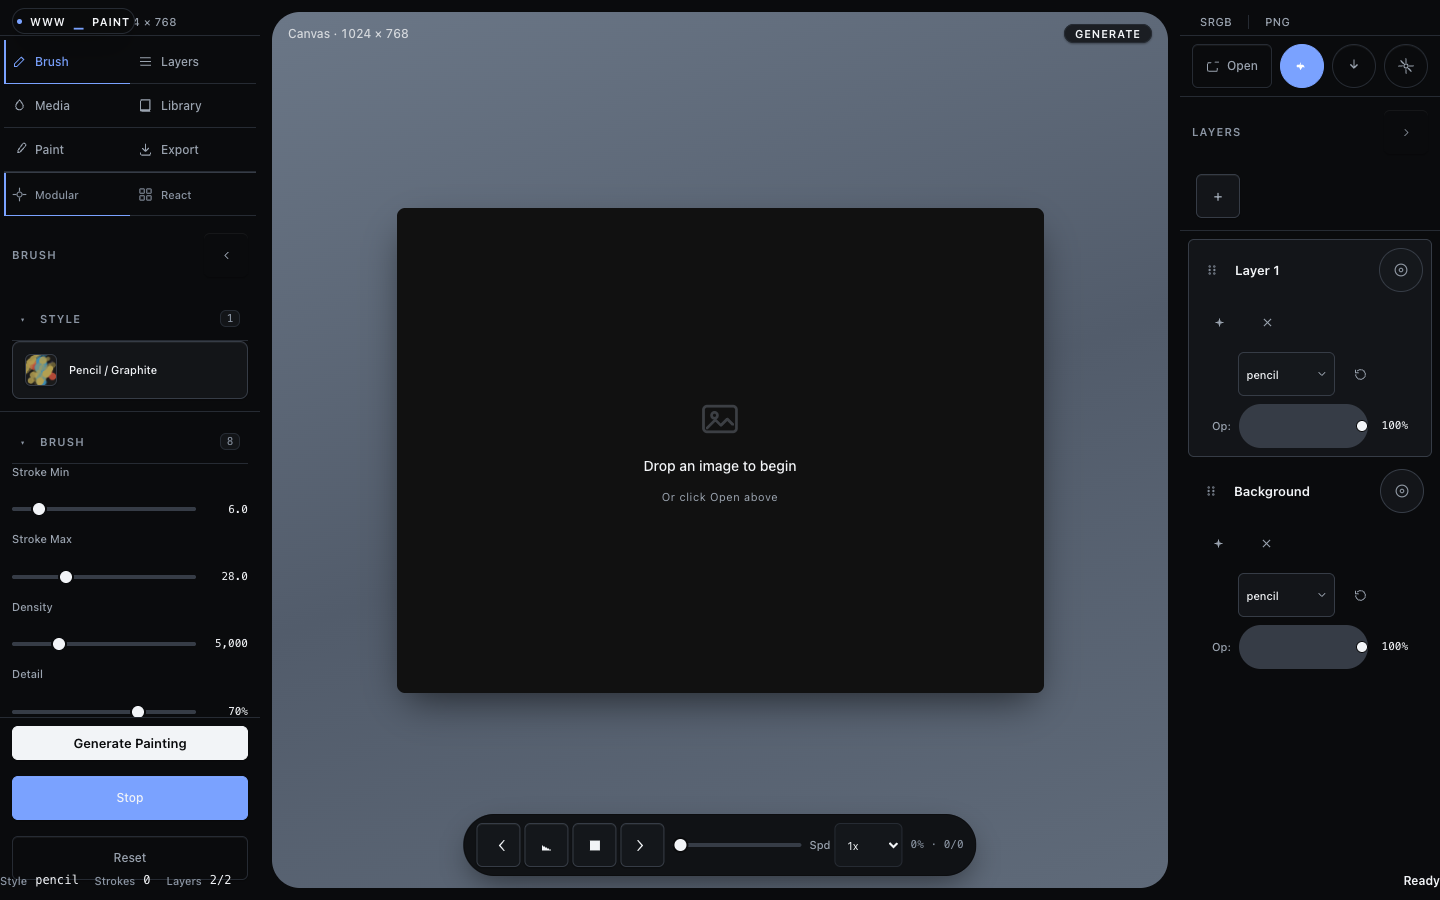 WWW _ PAINT 4 × 768
Brush
Layers
Media
Library
Paint
Export
Modular
React
BRUSH
STYLE 1
Pencil / Graphite
BRUSH 8
Stroke Min
6.0
Stroke Max
28.0
Density
5,000
Detail
70%
Generate Painting
Stop
Reset
Style pencil Strokes 0 Layers 2/2
Canvas · 1024 × 768
GENERATE
Drop an image to begin
Or click Open above
Spd 1x 0% · 0/0
SRGB PNG
Open
LAYERS
+
Layer 1
pencil
Op: 100%
Background
pencil
Op: 100%
Ready